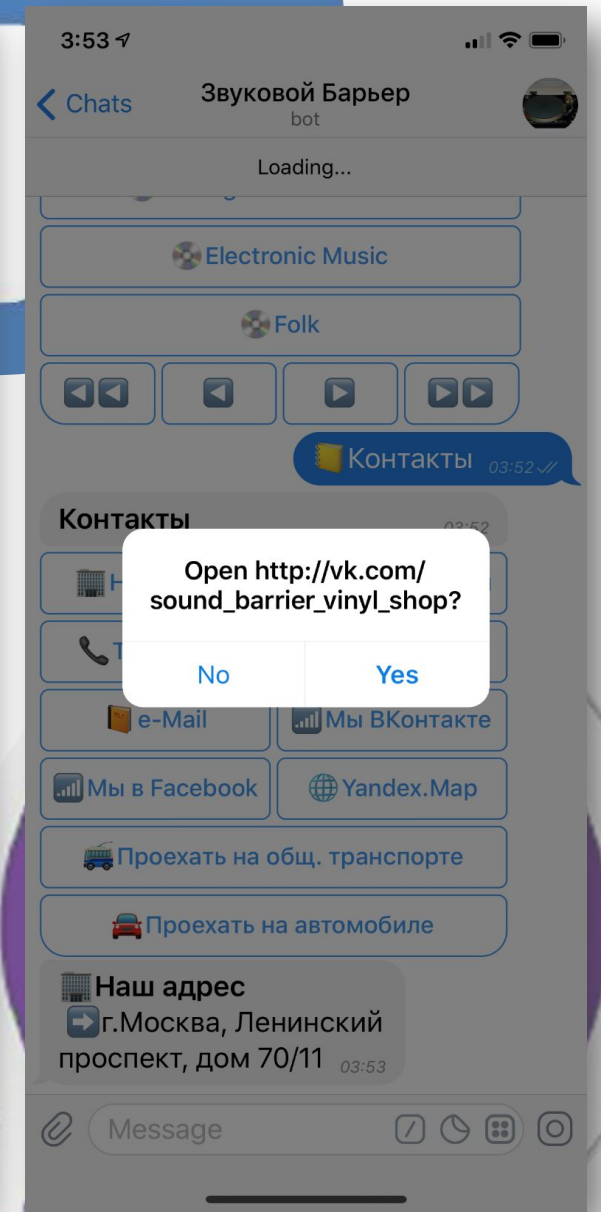 3:53
Chats
Звуковой Барьер
bot
Loading...
Electronic Music
Folk
Контакты 03:52
Контакты 03:52
Open http://vk.com/
sound_barrier_vinyl_shop?
No Yes
e-Mail Мы ВКонтакте
Мы в Facebook Yandex.Map
Проехать на общ. транспорте
Проехать на автомобиле
Наш адрес
г.Москва, Ленинский
проспект, дом 70/11 03:53
Message